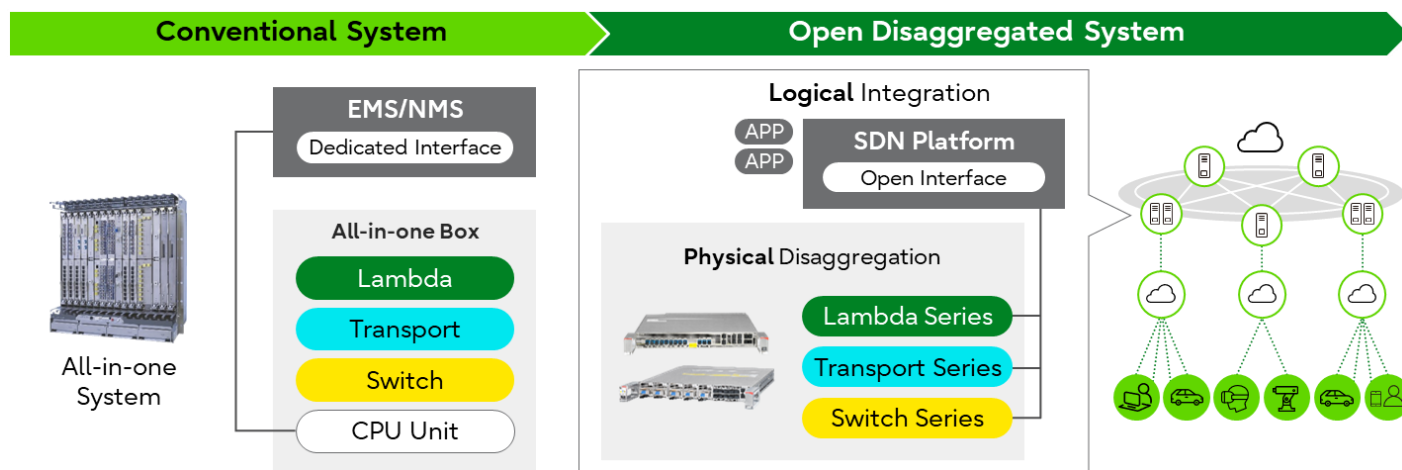 Conventional System
Open Disaggregated System
EMS/NMS
Dedicated Interface
All-in-one
System
All-in-one Box
Lambda
Transport
Switch
CPU Unit
Logical Integration
APP
APP
SDN Platform
Open Interface
Physical Disaggregation
Lambda Series
Transport Series
Switch Series